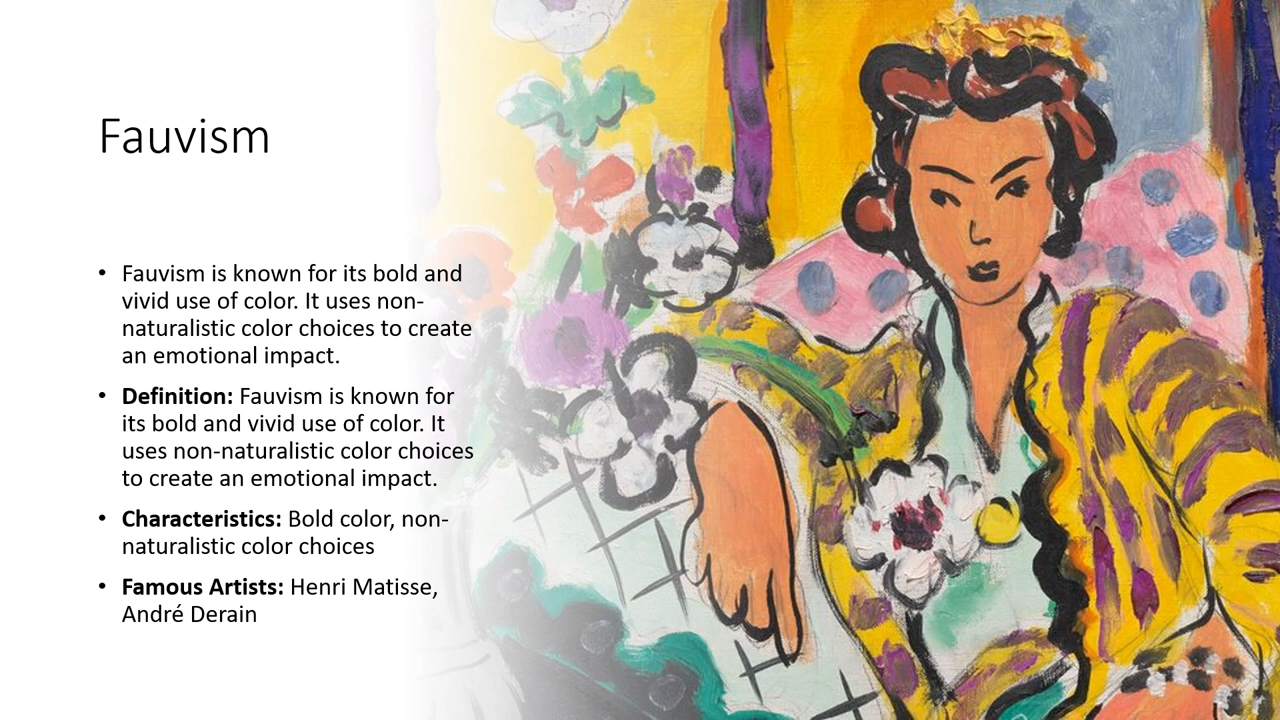 Fauvism
• Fauvism is known for its bold and
vivid use of color. It uses non-
naturalistic color choices to create
an emotional impact.
• Definition: Fauvism is known for
its bold and vivid use of color. It
uses non-naturalistic color choices
to create an emotional impact.
• Characteristics: Bold color, non-
naturalistic color choices
• Famous Artists: Henri Matisse,
André Derain